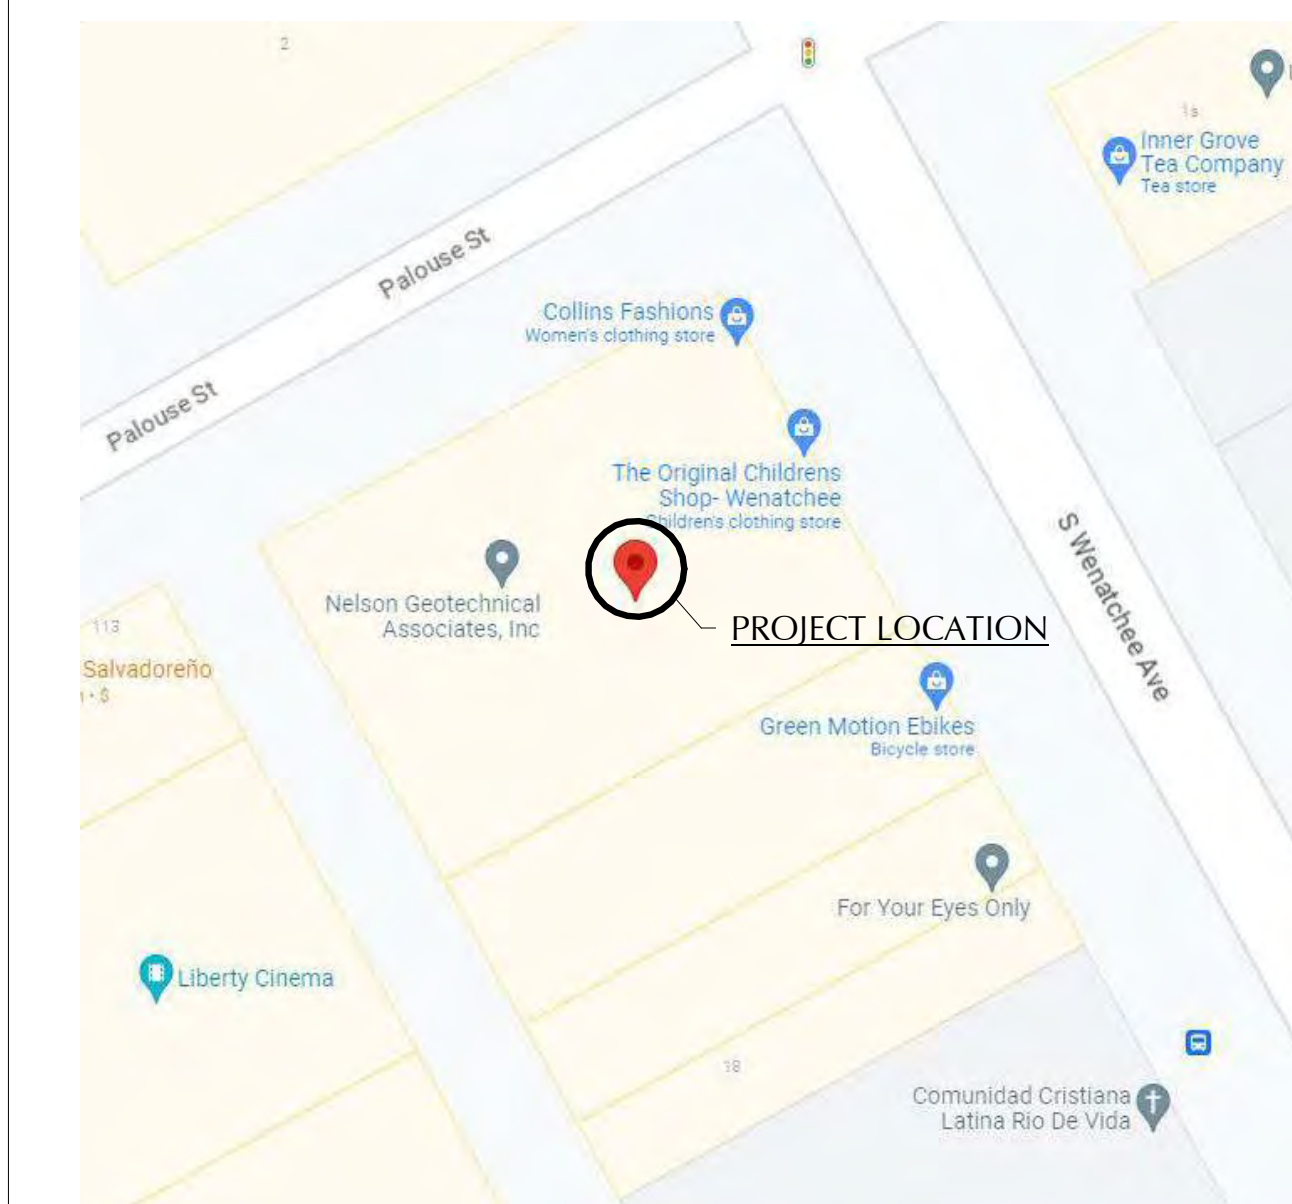 2
1s
Inner Grove
Tea Company
Tea store
Palouse St
Collins Fashions
Women's clothing store
Palouse St
The Original Childrens
Shop- Wenatchee
Children's clothing store
S Wenatchee Ave
Nelson Geotechnical
Associates, Inc
PROJECT LOCATION
113
Salvadoreño
· $
Green Motion Ebikes
Bicycle store
For Your Eyes Only
Liberty Cinema
18
Comunidad Cristiana
Latina Rio De Vida